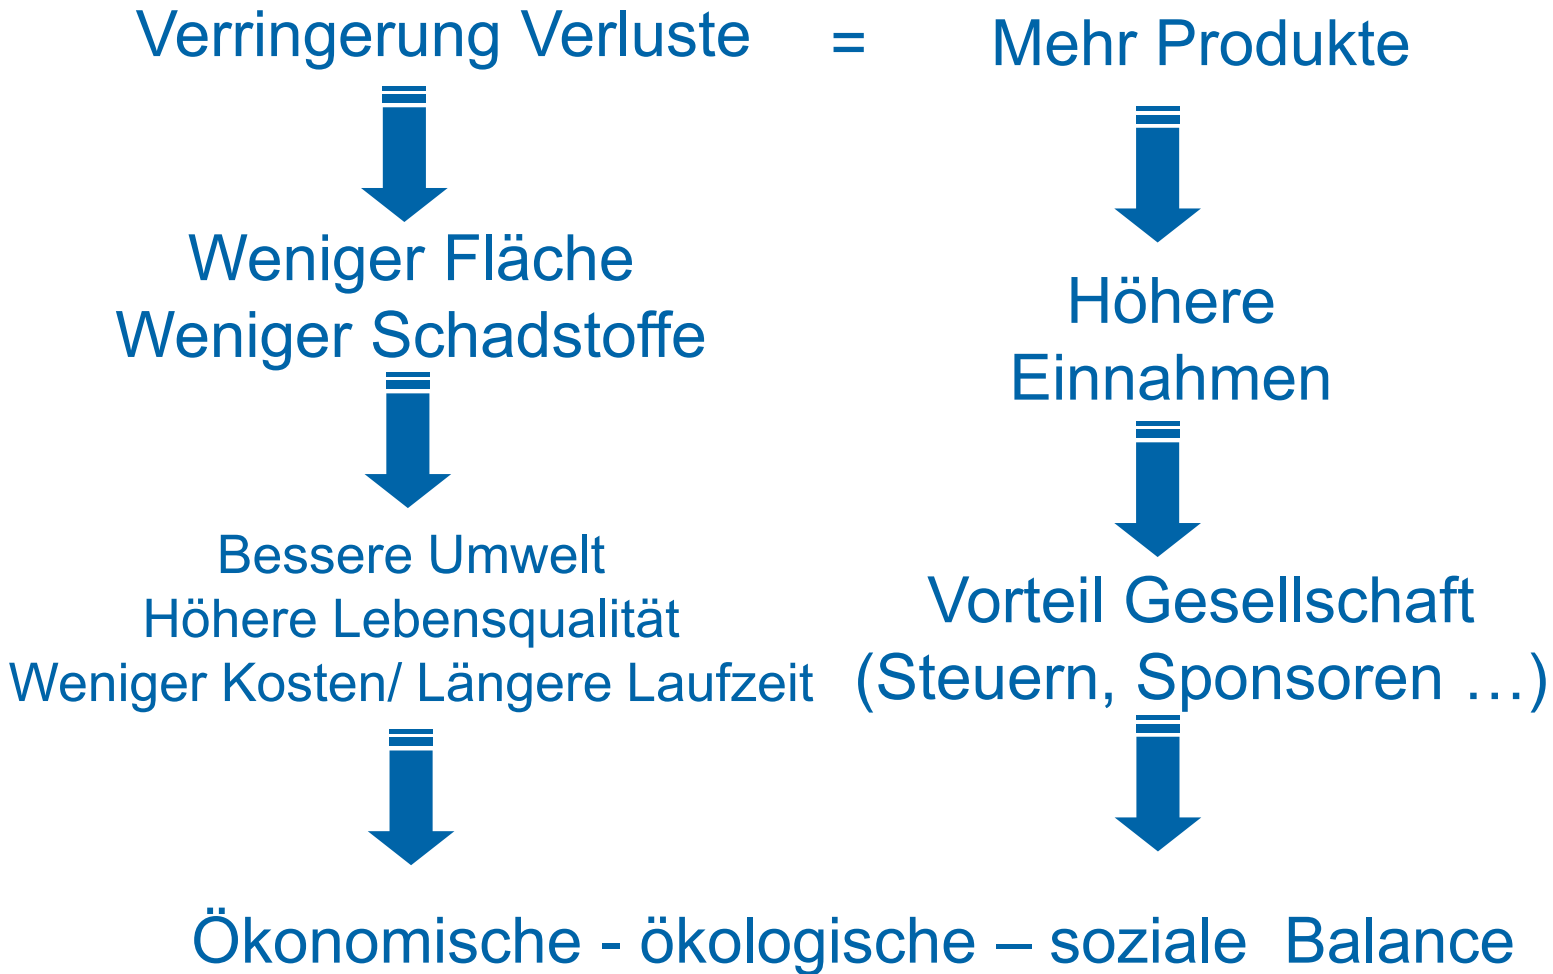 Verringerung Verluste = Mehr Produkte
Weniger Fläche
Weniger Schadstoffe
Höhere
Einnahmen
Bessere Umwelt
Höhere Lebensqualität
Weniger Kosten/ Längere Laufzeit
Vorteil Gesellschaft
(Steuern, Sponsoren …)
Ökonomische - ökologische – soziale Balance